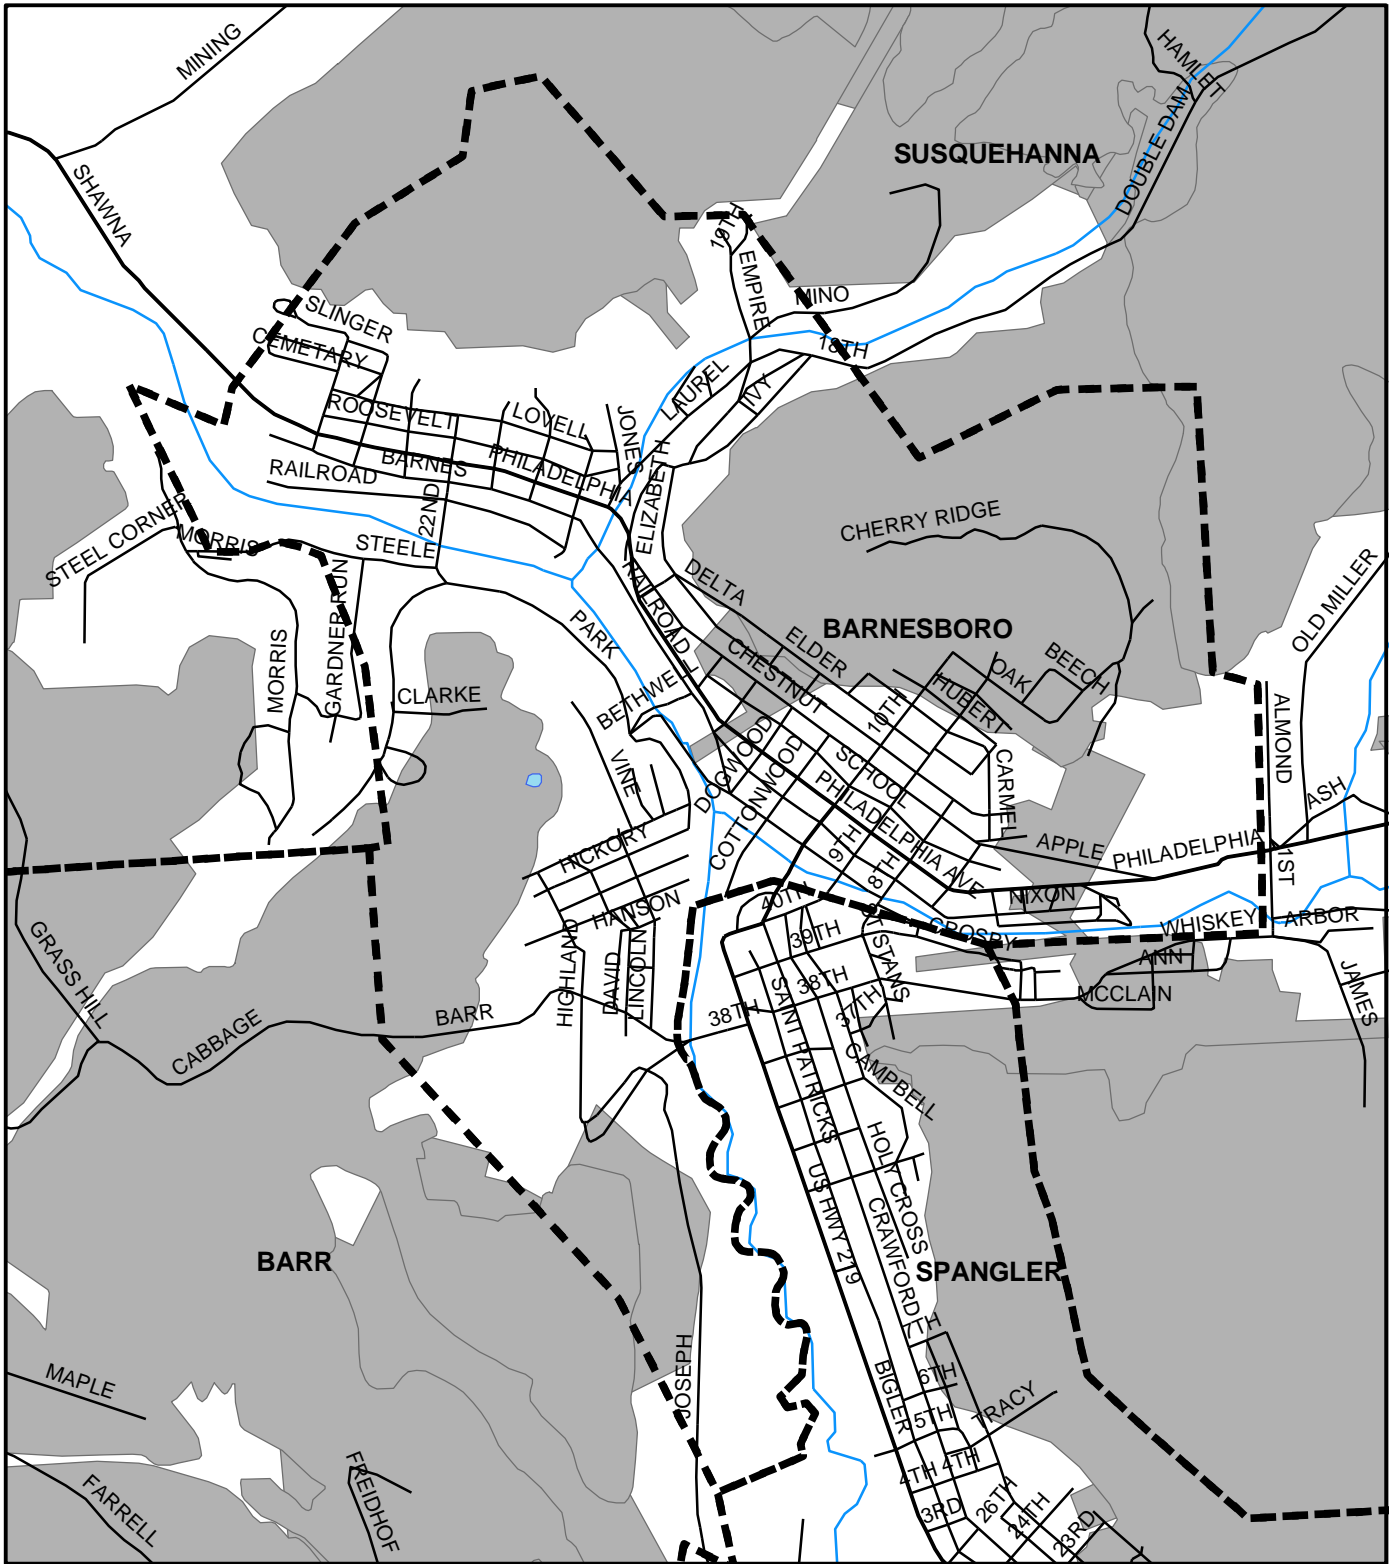 MINING
HAMLET
SUSQUEHANNA
DOUBLE DAM
SHAWNA
19TH
EMPIRE
MINO
SLINGER
CEMETARY
18TH
LAUREL
IVY
ROOSEVELT
LOVELL
JONES
BARNES
PHILADELPHIA
RAILROAD
22ND
ELIZABETH
CHERRY RIDGE
STEEL CORNER
MORRIS
STEELE
GARDNER RUN
RAILROAD
DELTA
OLD MILLER
PARK
BARNESBORO
MORRIS
CHESTNUT
ELDER
OAK
BEECH
HUBERT
CLARKE
BETHWE
10TH
ALMOND
VINE
DOGWOOD
COTTONWOOD
SCHOOL
CARMEL
ASH
PHILADELPHIA AVE
HICKORY
9TH
8TH
APPLE
PHILADELPHIA
1ST
HANSON
40TH
NIXON
WHISKEY
ARBOR
39TH
ST STANS
CROSBY
GRASS HILL
HIGHLAND
DAVID
LINCOLN
38TH
ANN
MCCLAIN
JAMES
CABBAGE
BARR
38TH
SAINT PATRICKS
37TH
CAMPBELL
HOLY CROSS
US HWY 219
CRAWFORD
BARR
SPANGLER
7TH
MAPLE
JOSEPH
BIGLER
6TH
5TH
TRACY
FARRELL
FREIDHOF
4TH
4TH
3RD
26TH
24TH
23RD